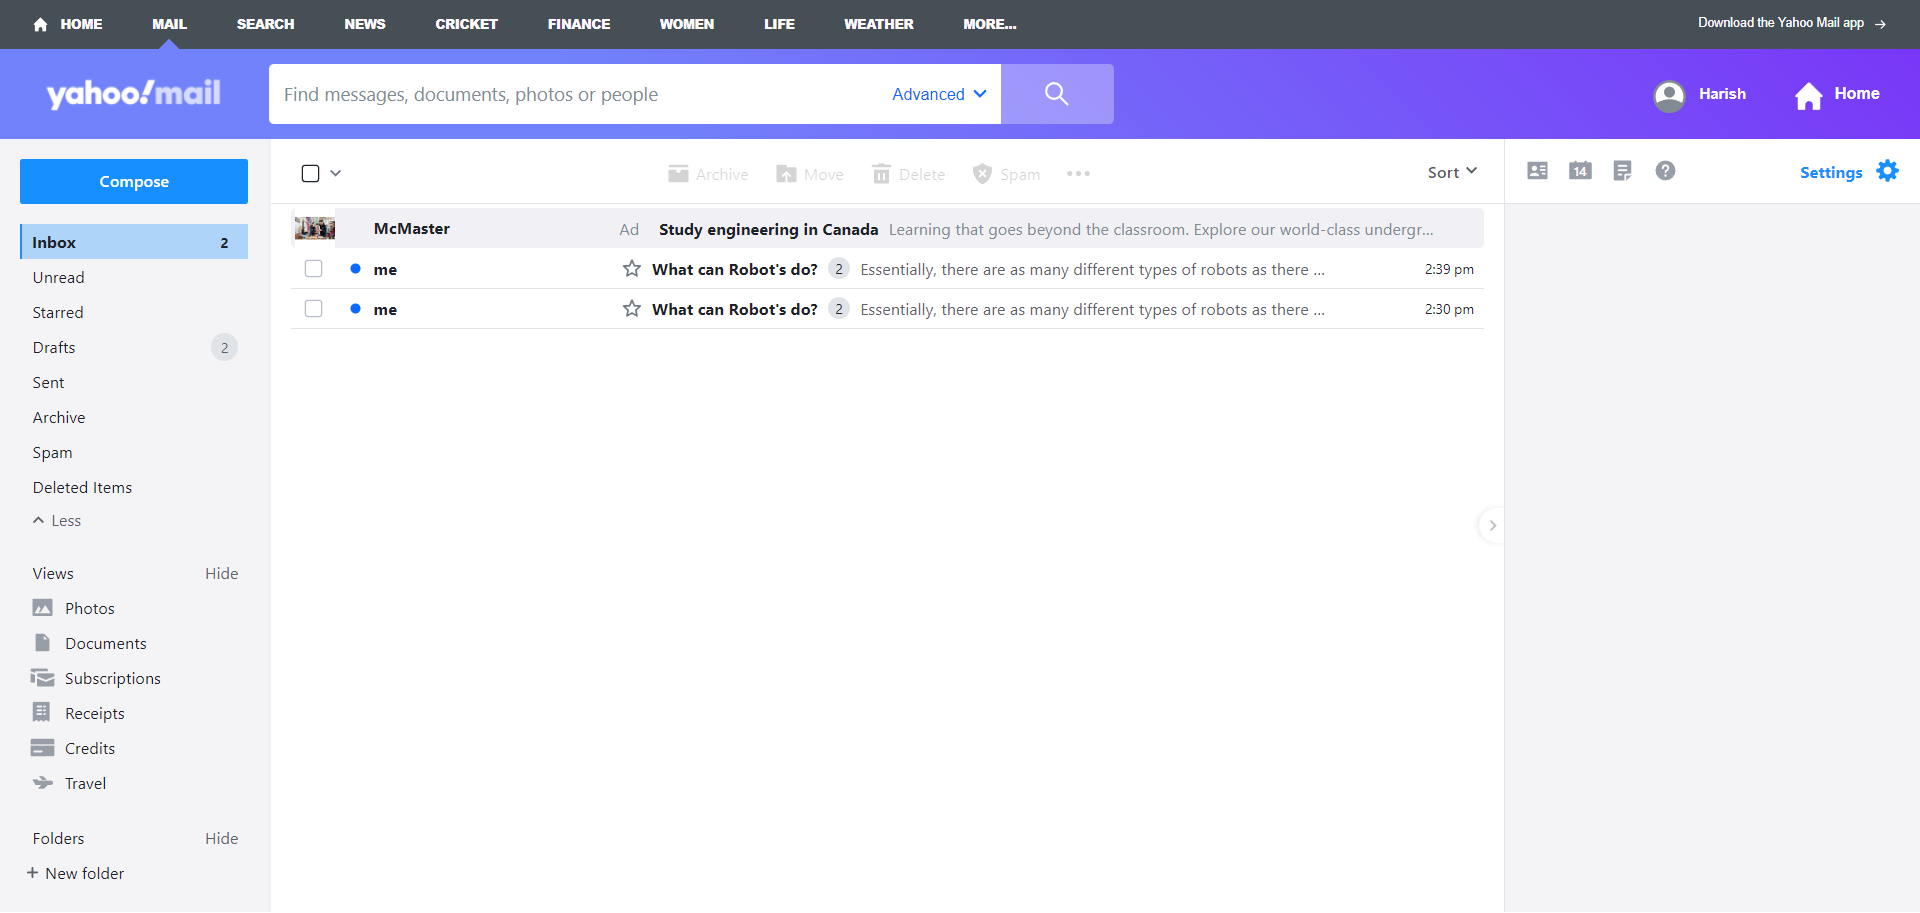 HOME MAIL SEARCH NEWS CRICKET FINANCE WOMEN LIFE WEATHER MORE... Download the Yahoo Mail app →
yahoo!mail Find messages, documents, photos or people Advanced Harish Home
Compose Archive Move Delete Spam Sort 14 ? Settings
McMaster Ad Study engineering in Canada Learning that goes beyond the classroom. Explore our world-class undergr...
Inbox 2
me What can Robot's do? 2 Essentially, there are as many different types of robots as there ... 2:39 pm
Unread
me What can Robot's do? 2 Essentially, there are as many different types of robots as there ... 2:30 pm
Starred
Drafts 2
Sent
Archive
Spam
Deleted Items
Less
Views Hide
Photos
Documents
Subscriptions
Receipts
Credits
Travel
Folders Hide
+ New folder